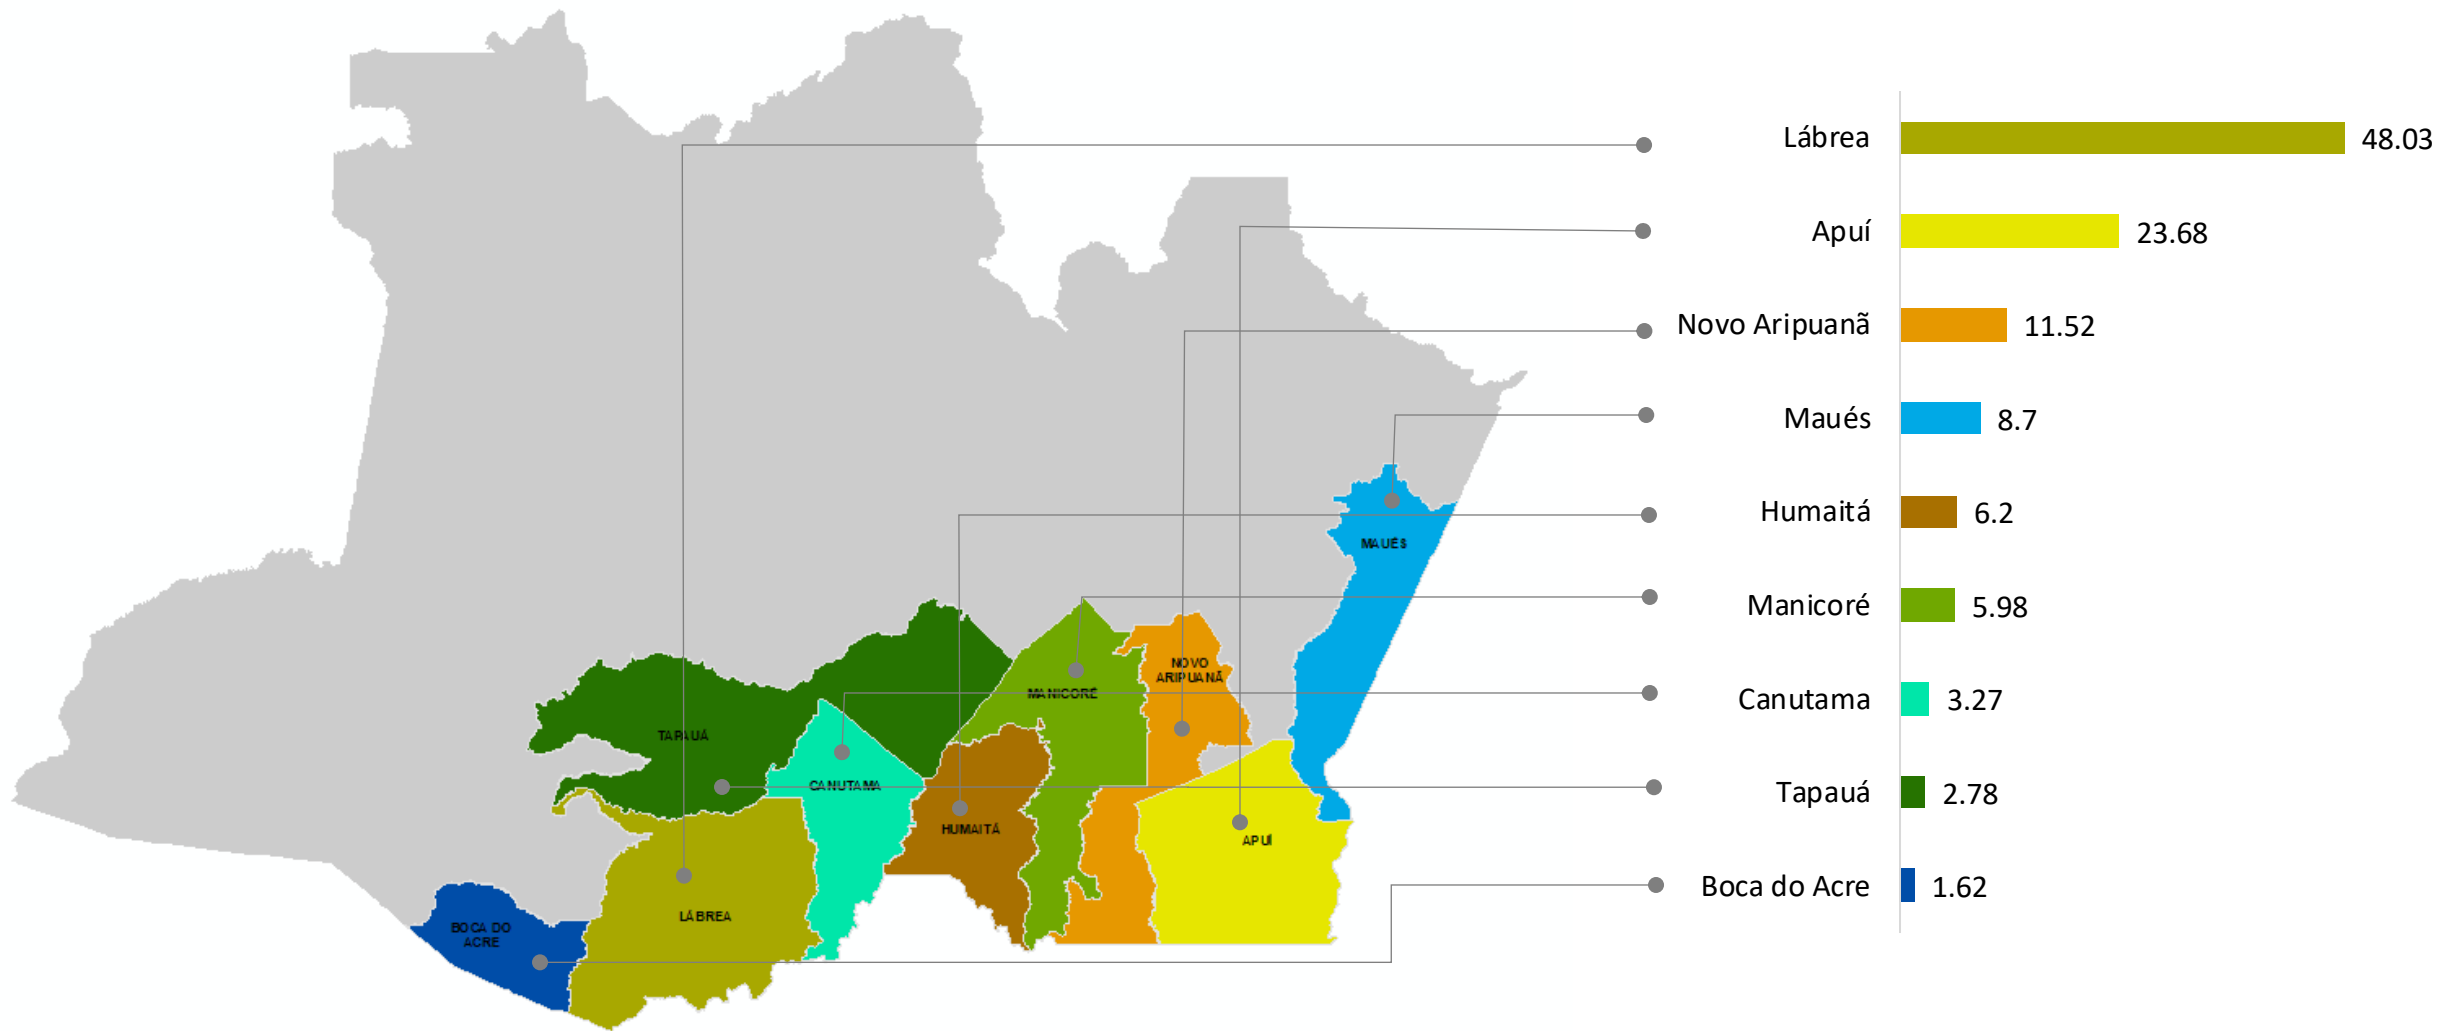 Lábrea 48.03
Apuí 23.68
Novo Aripuanã 11.52
Maués 8.7
Humaitá 6.2
Manicoré 5.98
Canutama 3.27
Tapauá 2.78
Boca do Acre 1.62
MAUÉS
NOVO
ARIPUANÃ
MANICORÉ
TAPAUÁ
CANUTAMA
HUMAITÁ
APUÍ
LÁBREA
BOCA DO
ACRE